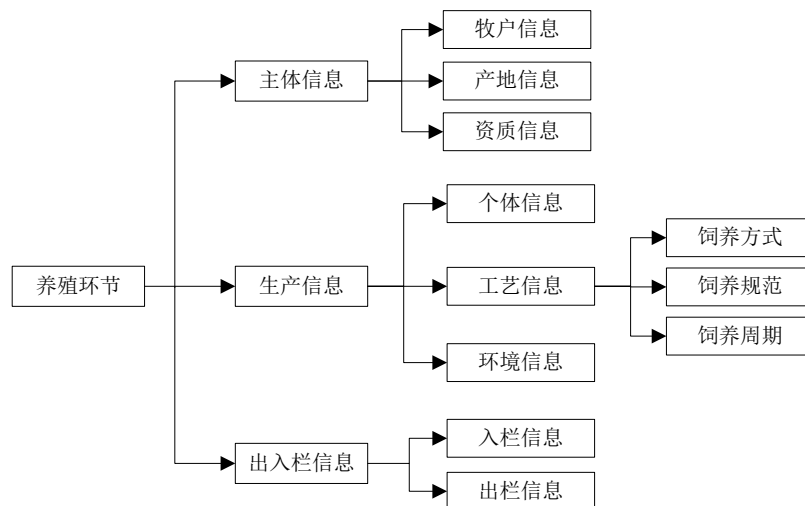 牧户信息
主体信息
产地信息
资质信息
个体信息
饲养方式
养殖环节
生产信息
工艺信息
饲养规范
饲养周期
环境信息
入栏信息
出入栏信息
出栏信息